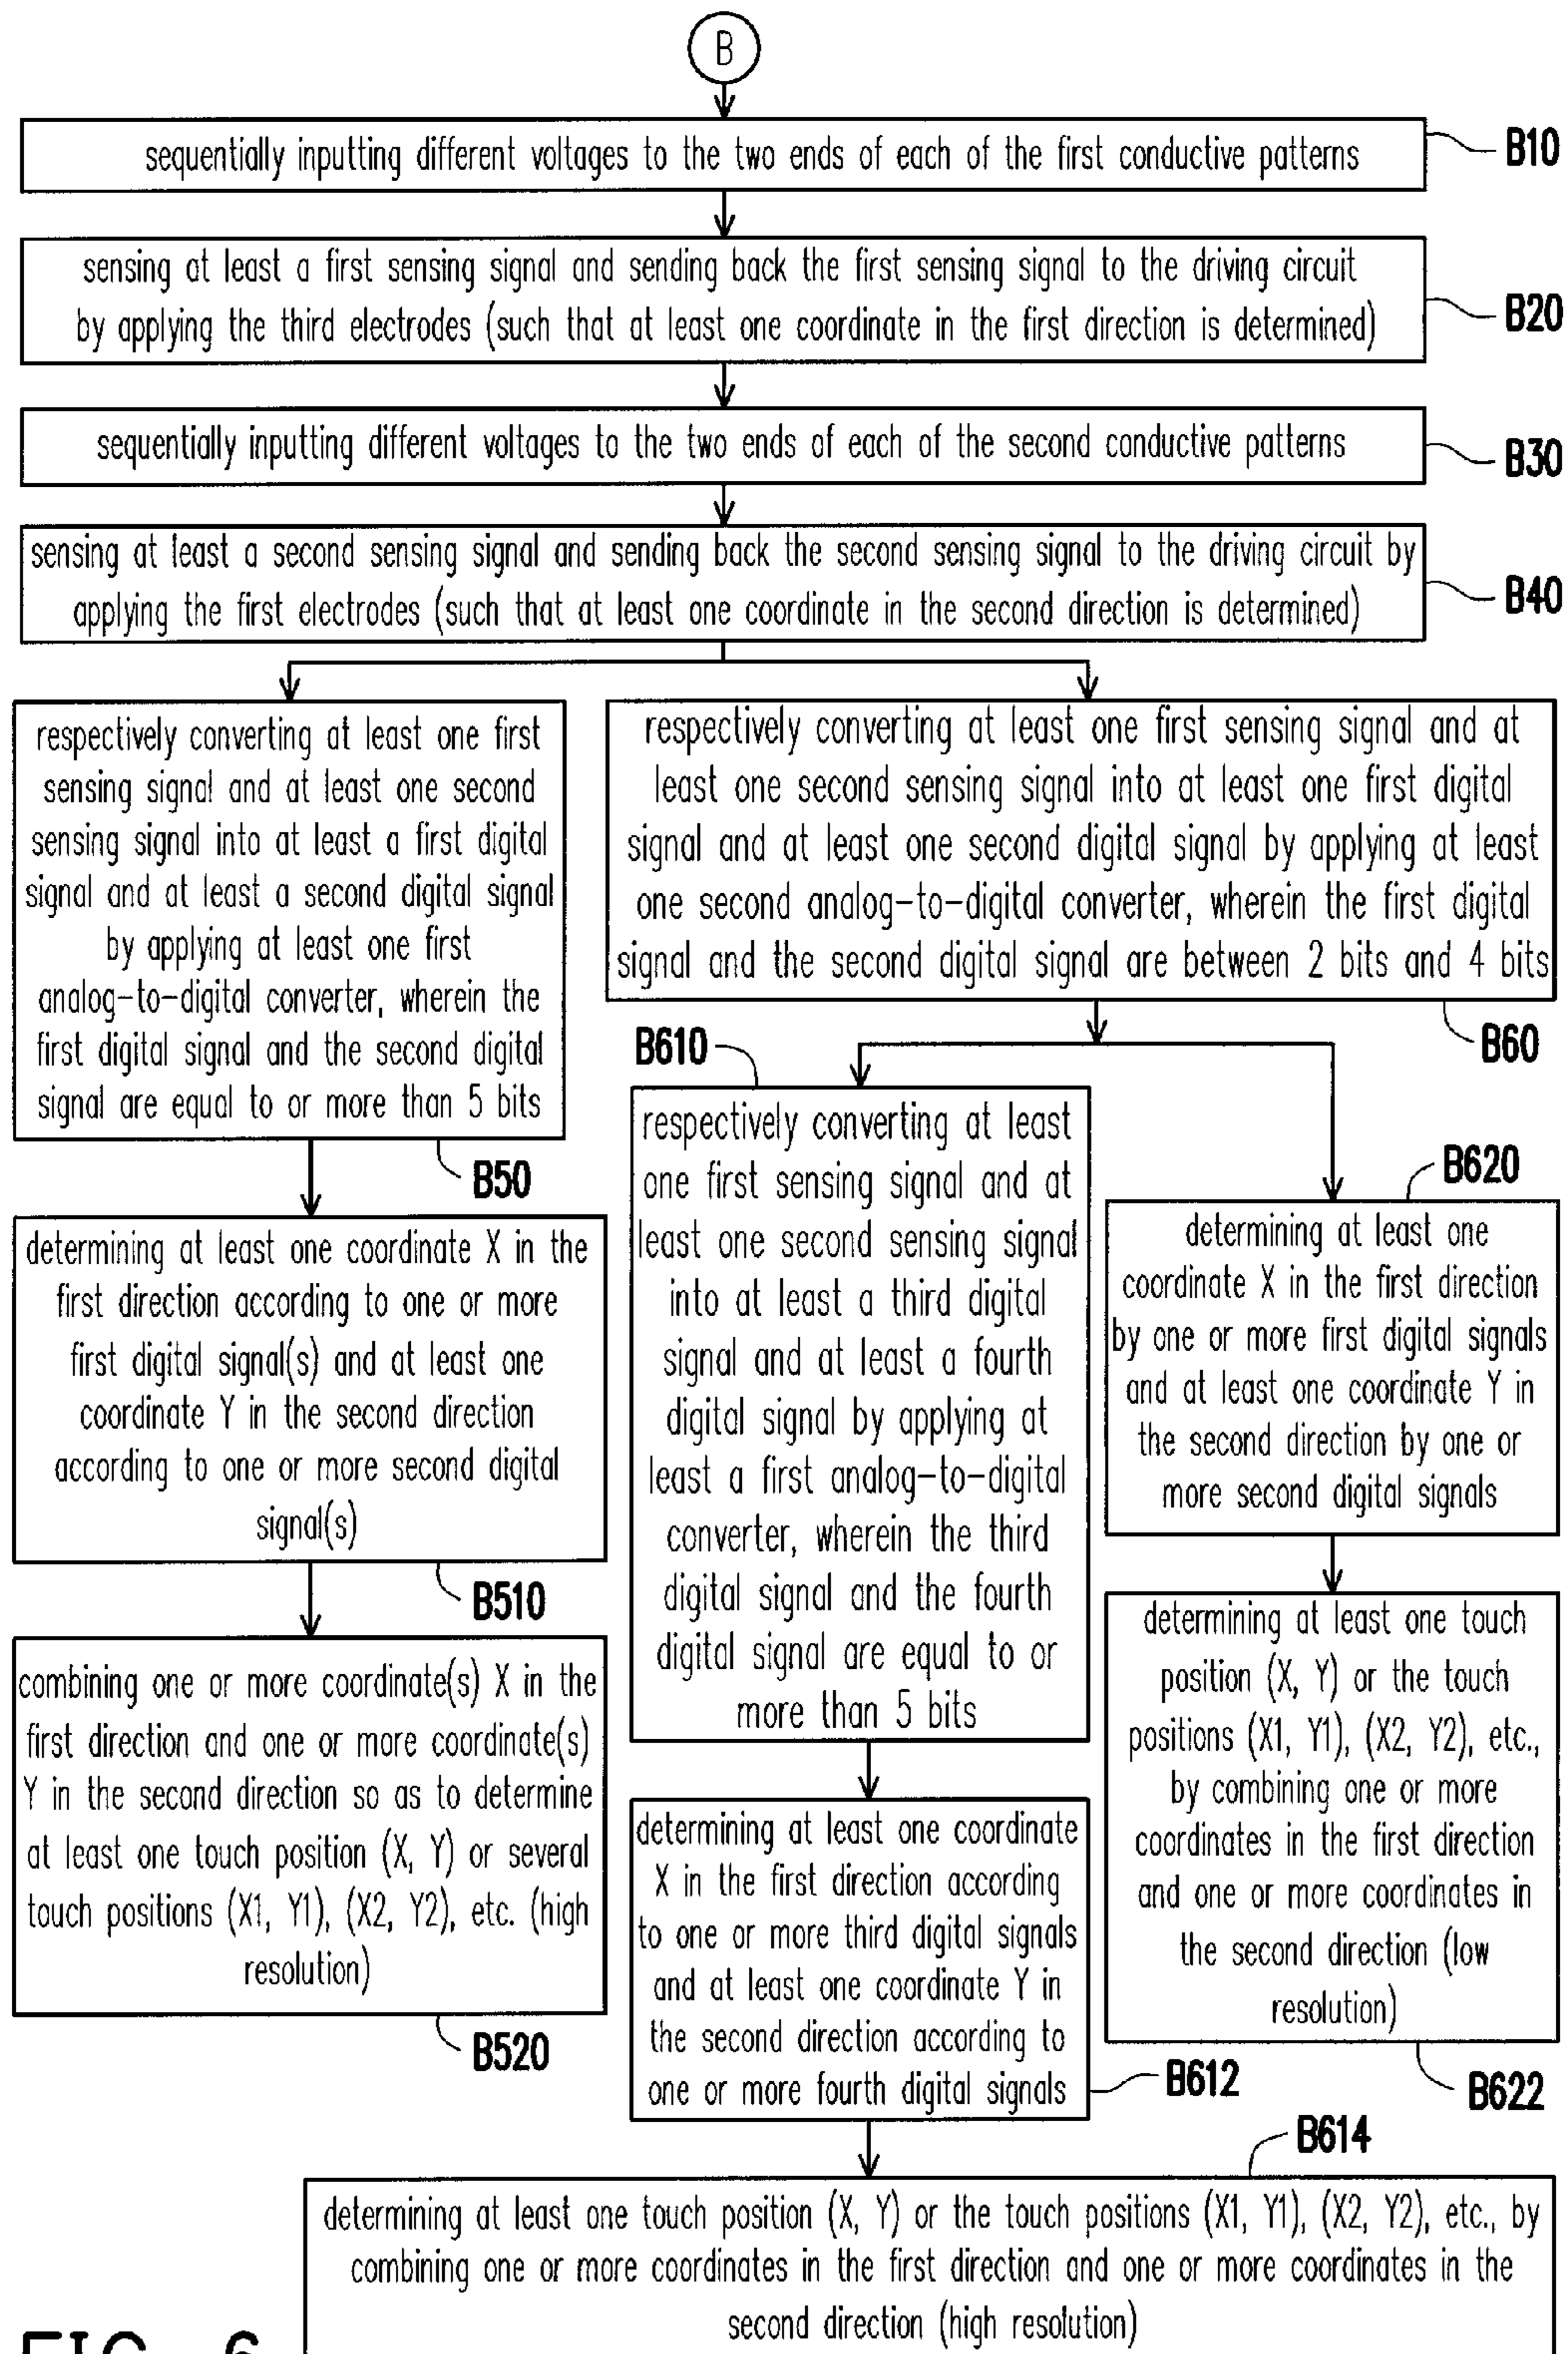 B
sequentially inputting different voltages to the two ends of each of the first conductive patterns
B10
sensing at least a first sensing signal and sending back the first sensing signal to the driving circuit
by applying the third electrodes (such that at least one coordinate in the first direction is determined)
B20
sequentially inputting different voltages to the two ends of each of the second conductive patterns
B30
sensing at least a second sensing signal and sending back the second sensing signal to the driving circuit by
applying the first electrodes (such that at least one coordinate in the second direction is determined)
B40
respectively converting at least one first
sensing signal and at least one second
sensing signal into at least a first digital
signal and at least a second digital signal
by applying at least one first
analog-to-digital converter, wherein the
first digital signal and the second digital
signal are equal to or more than 5 bits
B50
respectively converting at least one first sensing signal and at
least one second sensing signal into at least one first digital
signal and at least one second digital signal by applying at least
one second analog-to-digital converter, wherein the first digital
signal and the second digital signal are between 2 bits and 4 bits
B60
determining at least one coordinate X in the
first direction according to one or more
first digital signal(s) and at least one
coordinate Y in the second direction
according to one or more second digital
signal(s)
B510
combining one or more coordinate(s) X in the
first direction and one or more coordinate(s)
Y in the second direction so as to determine
at least one touch position (X, Y) or several
touch positions (X1, Y1), (X2, Y2), etc. (high
resolution)
B520
B610
respectively converting at least
one first sensing signal and at
least one second sensing signal
into at least a third digital
signal and at least a fourth
digital signal by applying at
least a first analog-to-digital
converter, wherein the third
digital signal and the fourth
digital signal are equal to or
more than 5 bits
determining at least one coordinate
X in the first direction according
to one or more third digital signals
and at least one coordinate Y in
the second direction according to
one or more fourth digital signals
B612
B620
determining at least one
coordinate X in the first direction
by one or more first digital signals
and at least one coordinate Y in
the second direction by one or
more second digital signals
determining at least one touch
position (X, Y) or the touch
positions (X1, Y1), (X2, Y2), etc.,
by combining one or more
coordinates in the first direction
and one or more coordinates in
the second direction (low
resolution)
B622
B614
determining at least one touch position (X, Y) or the touch positions (X1, Y1), (X2, Y2), etc., by
combining one or more coordinates in the first direction and one or more coordinates in the
second direction (high resolution)
FIG. 6